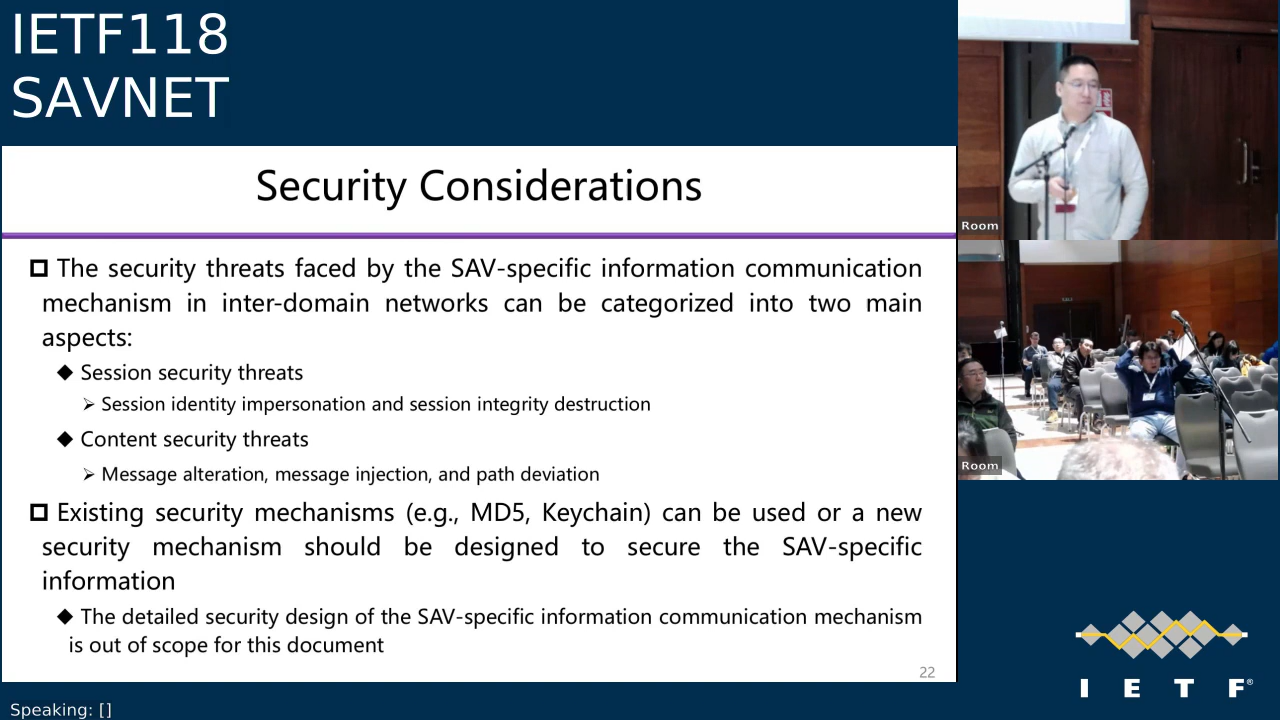 IETF118
SAVNET
Room
Security Considerations
The security threats faced by the SAV-specific information communication
mechanism in inter-domain networks can be categorized into two main
aspects:
Session security threats
Session identity impersonation and session integrity destruction
Content security threats
Message alteration, message injection, and path deviation
Room
Existing security mechanisms (e.g., MD5, Keychain) can be used or a new
security mechanism should be designed to secure the SAV-specific
information
The detailed security design of the SAV-specific information communication mechanism
is out of scope for this document
22
I E T F®
Speaking: []